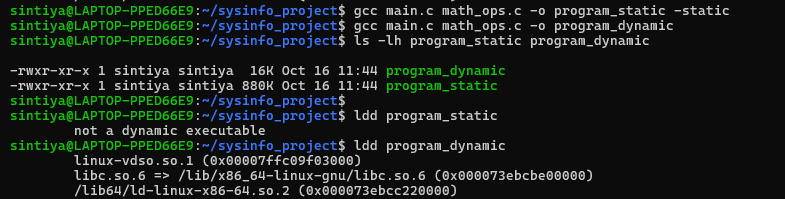 sintiya@LAPTOP-PPED66E9:~/sysinfo_project$ gcc main.c math_ops.c -o program_static -static
sintiya@LAPTOP-PPED66E9:~/sysinfo_project$ gcc main.c math_ops.c -o program_dynamic
sintiya@LAPTOP-PPED66E9:~/sysinfo_project$ ls -lh program_static program_dynamic
-rwxr-xr-x 1 sintiya sintiya  16K Oct 16 11:44 program_dynamic
-rwxr-xr-x 1 sintiya sintiya 880K Oct 16 11:44 program_static
sintiya@LAPTOP-PPED66E9:~/sysinfo_project$
sintiya@LAPTOP-PPED66E9:~/sysinfo_project$ ldd program_static
        not a dynamic executable
sintiya@LAPTOP-PPED66E9:~/sysinfo_project$ ldd program_dynamic
        linux-vdso.so.1 (0x00007ffc09f03000)
        libc.so.6 => /lib/x86_64-linux-gnu/libc.so.6 (0x000073ebcbe00000)
        /lib64/ld-linux-x86-64.so.2 (0x000073ebcc220000)